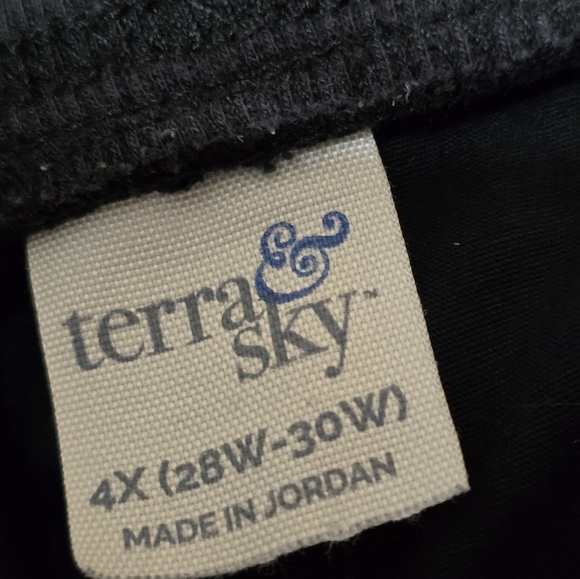 terra &
sky™
4X (28W-30W)
MADE IN JORDAN